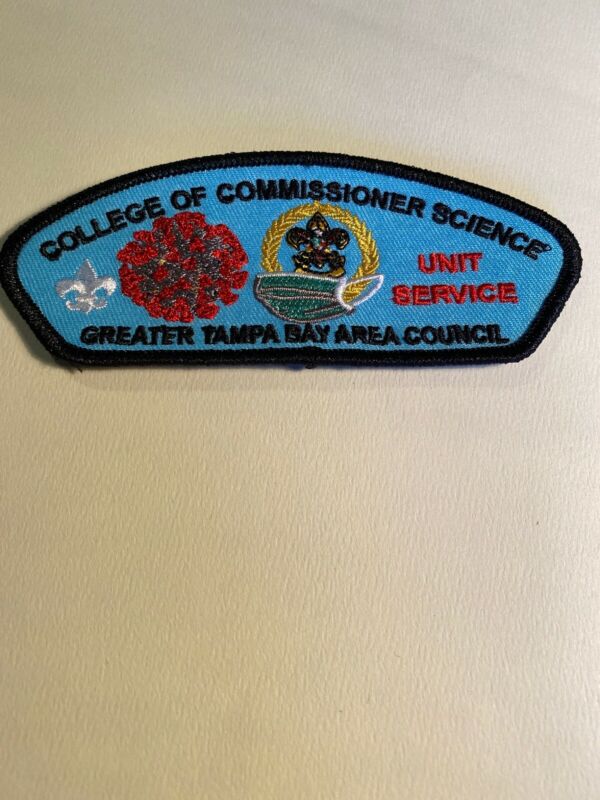 COLLEGE OF COMMISSIONER SCIENCE
UNIT
SERVICE
GREATER TAMPA BAY AREA COUNCIL